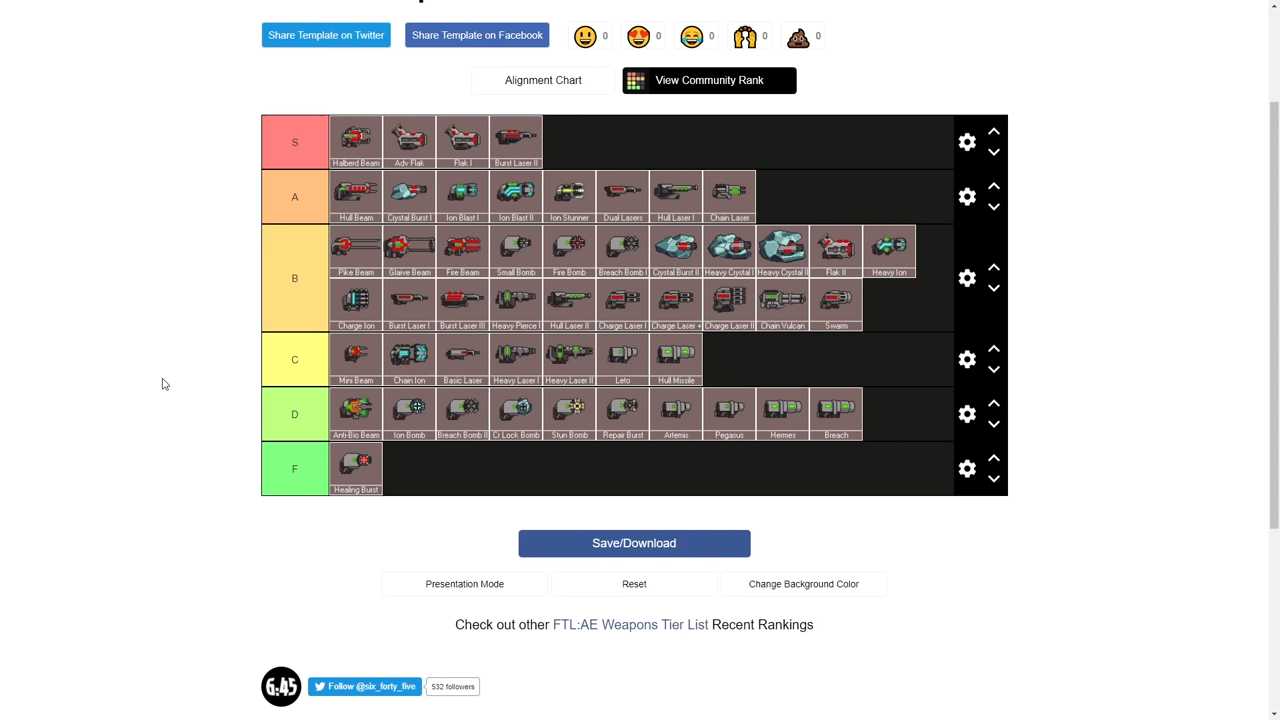 Share Template on Twitter Share Template on Facebook 0 0 0 0 0
Alignment Chart View Community Rank
S
Halberd Beam Adv Flak Flak I Burst Laser II
A
Hull Beam Crystal Burst I Ion Blast I Ion Blast II Ion Stunner Dual Lasers Hull Laser I Chain Laser
B
Pike Beam Glaive Beam Fire Beam Small Bomb Fire Bomb Breach Bomb I Crystal Burst II Heavy Crystal I Heavy Crystal II Flak II Heavy Ion
Charge Ion Burst Laser I Burst Laser III Heavy Pierce I Hull Laser II Charge Laser I Charge Laser + Charge Laser II Chain Vulcan Swarm
C
Mini Beam Chain Ion Basic Laser Heavy Laser I Heavy Laser II Leto Hull Missile
D
Anti-Bio Beam Ion Bomb Breach Bomb II Cr Lock Bomb Stun Bomb Repair Burst Artemis Pegasus Hermes Breach
F
Healing Burst
Save/Download
Presentation Mode Reset Change Background Color
Check out other FTL:AE Weapons Tier List Recent Rankings
6:45 Follow @six_forty_five 532 followers